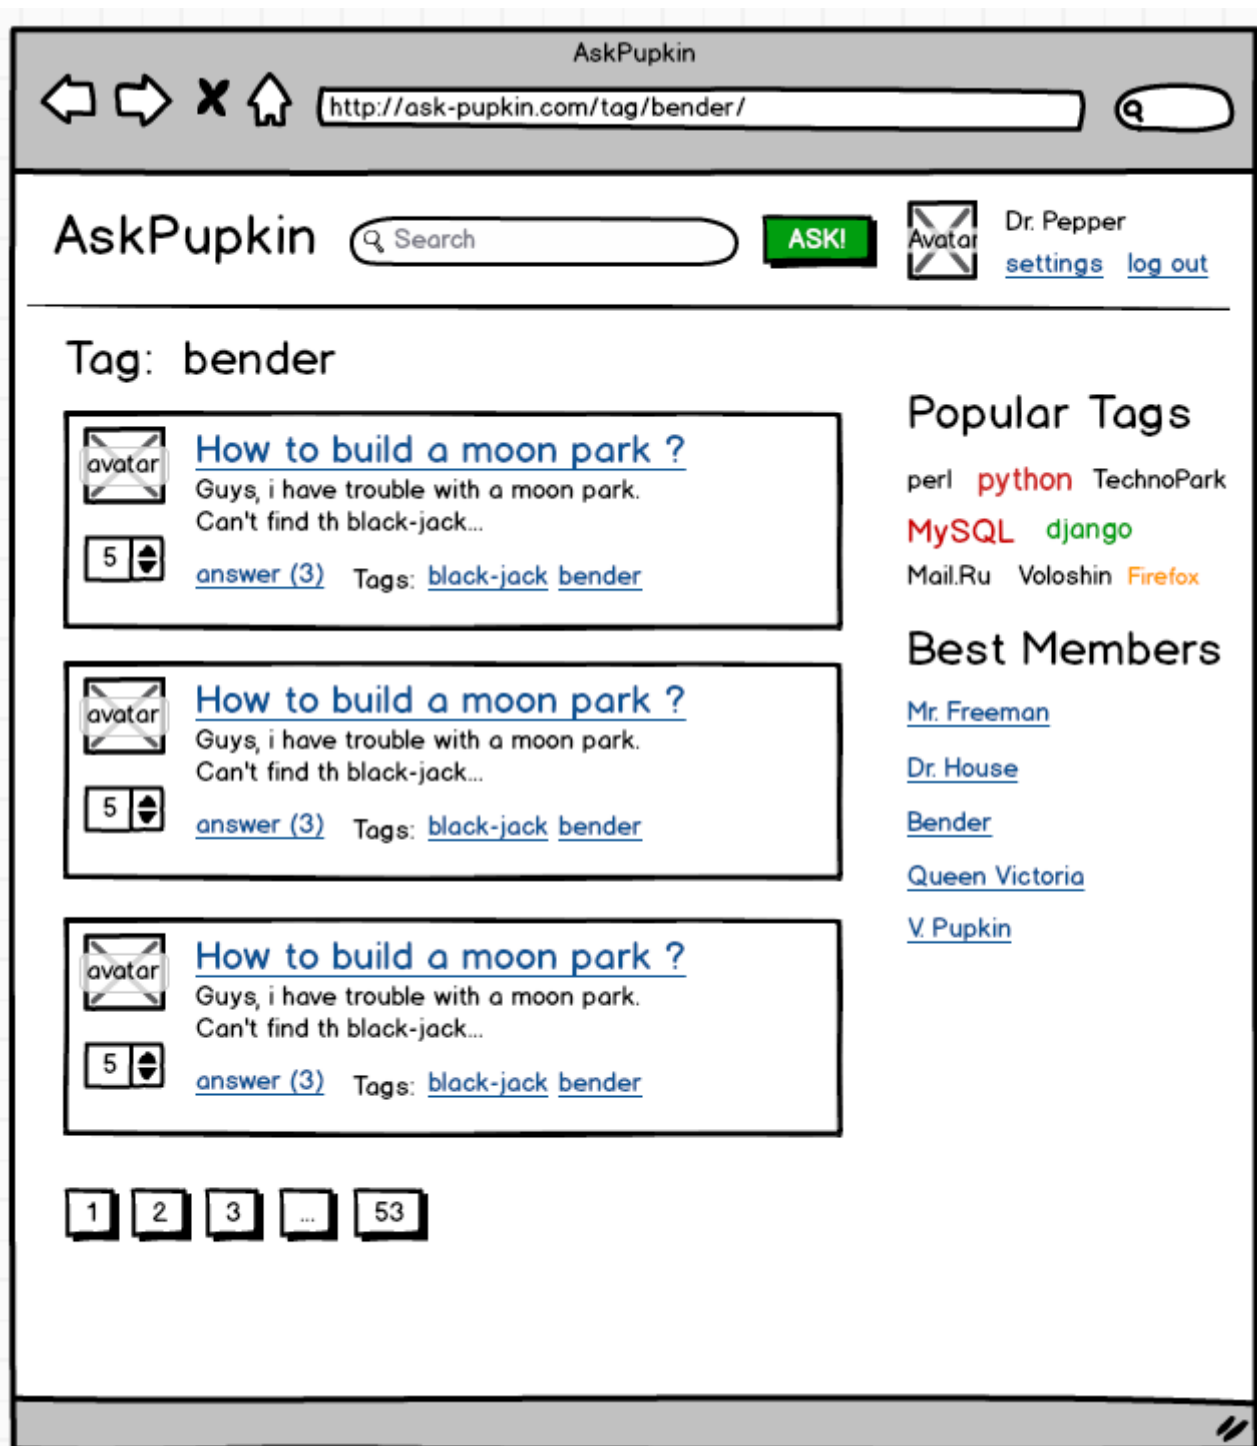 AskPupkin
http://ask-pupkin.com/tag/bender/
AskPupkin
Search
ASK!
Avatar
Dr. Pepper
settings log out
Tag: bender
avatar
How to build a moon park ?
Guys, i have trouble with a moon park.
Can't find th black-jack...
5
answer (3) Tags: black-jack bender
avatar
How to build a moon park ?
Guys, i have trouble with a moon park.
Can't find th black-jack...
5
answer (3) Tags: black-jack bender
avatar
How to build a moon park ?
Guys, i have trouble with a moon park.
Can't find th black-jack...
5
answer (3) Tags: black-jack bender
1 2 3 ... 53
Popular Tags
perl python TechnoPark
MySQL django
Mail.Ru Voloshin Firefox
Best Members
Mr. Freeman
Dr. House
Bender
Queen Victoria
V. Pupkin